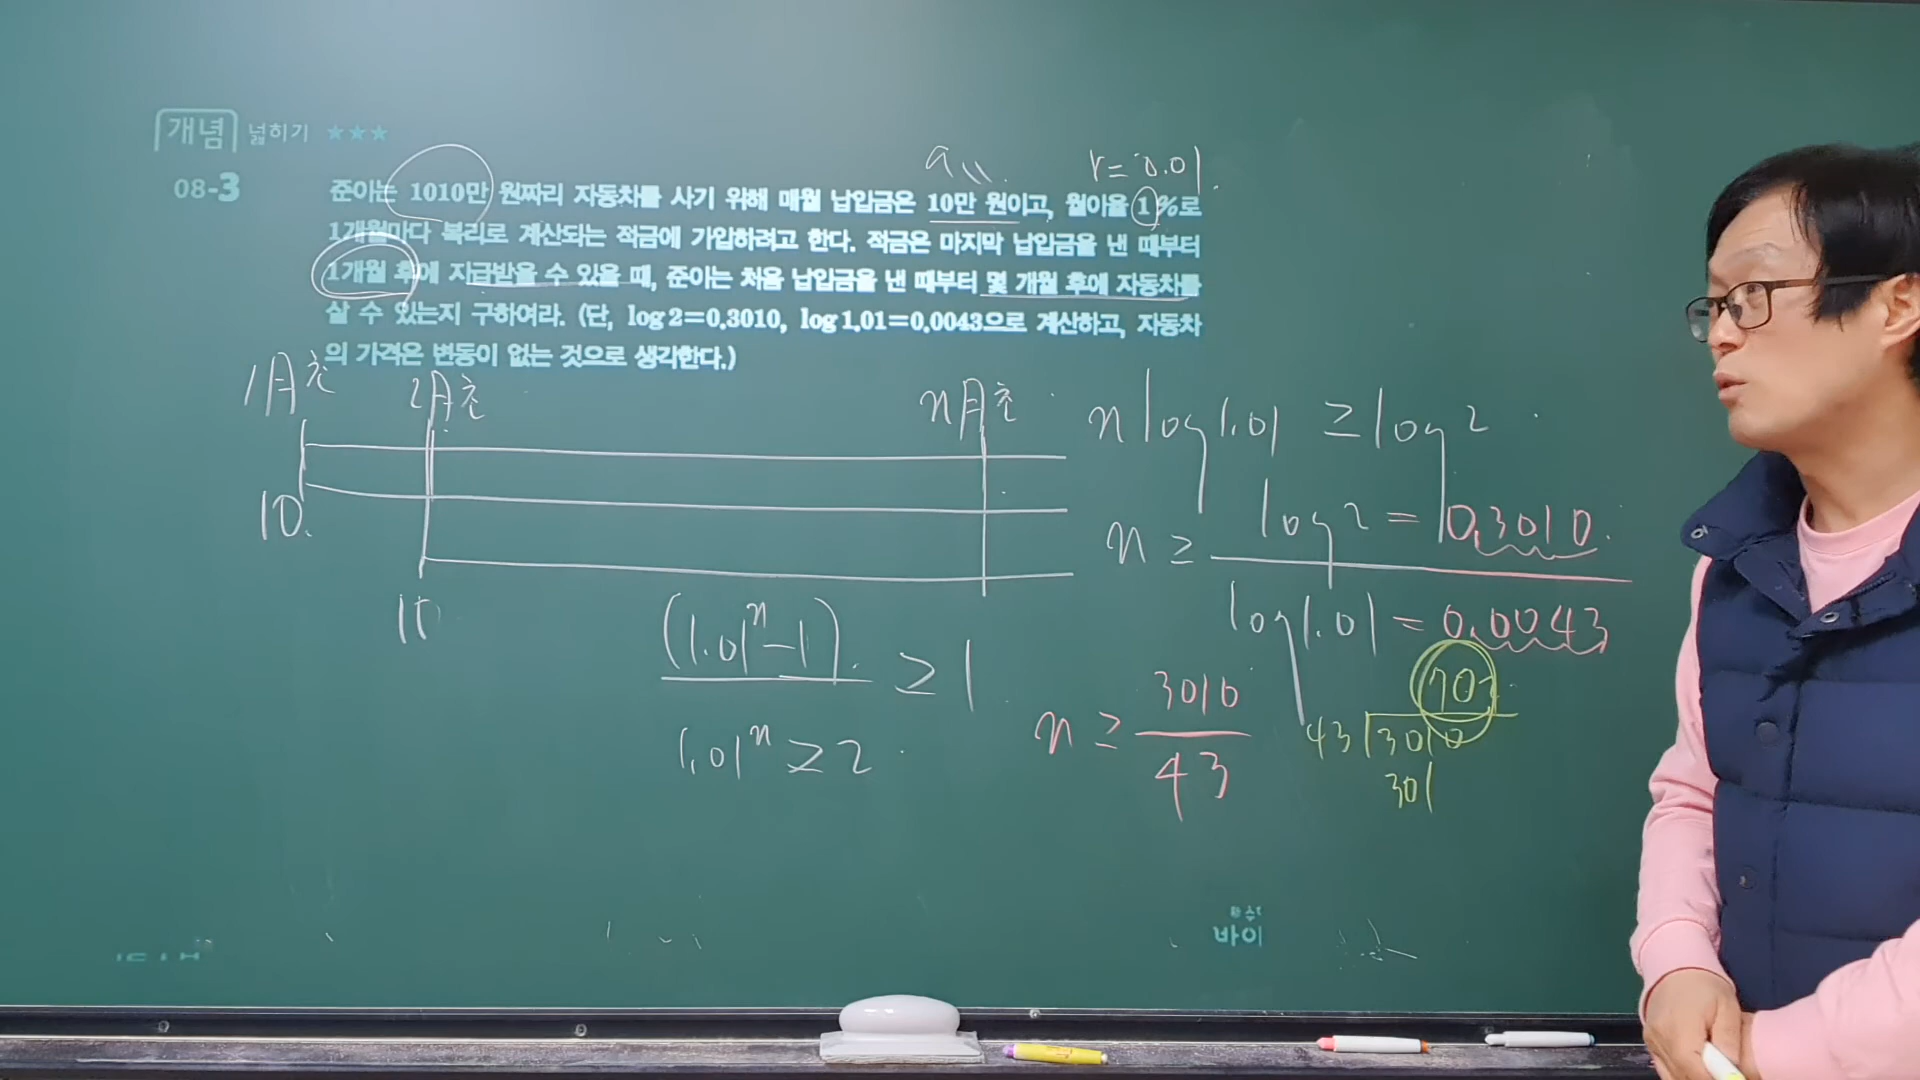 개념 넓히기 ★★★
a〃 r=0.01
08-3 준아는 1010만 원짜리 자동차를 사기 위해 매월 납입금은 10만 원이고, 월이율 1%로
1개월마다 복리로 계산되는 적금에 가입하려고 한다. 적금은 마지막 납입금을 낸 때부터
1개월 후에 지급받을 수 있을 때, 준아는 처음 납입금을 낸 때부터 몇 개월 후에 자동차를
살 수 있는지 구하여라. (단, log 2=0.3010, log 1.01=0.0043으로 계산하고, 자동차
의 가격은 변동이 없는 것으로 생각한다.)
1月초 2月초 n月초
10
10
(1.01^n-1) ≥ 1
1.01^n ≥ 2
n log 1.01 ≥ log 2
n ≥ log 2 = 0.3010
log 1.01 = 0.0043
n ≥ 3010/43
70
43 3010
301
바이